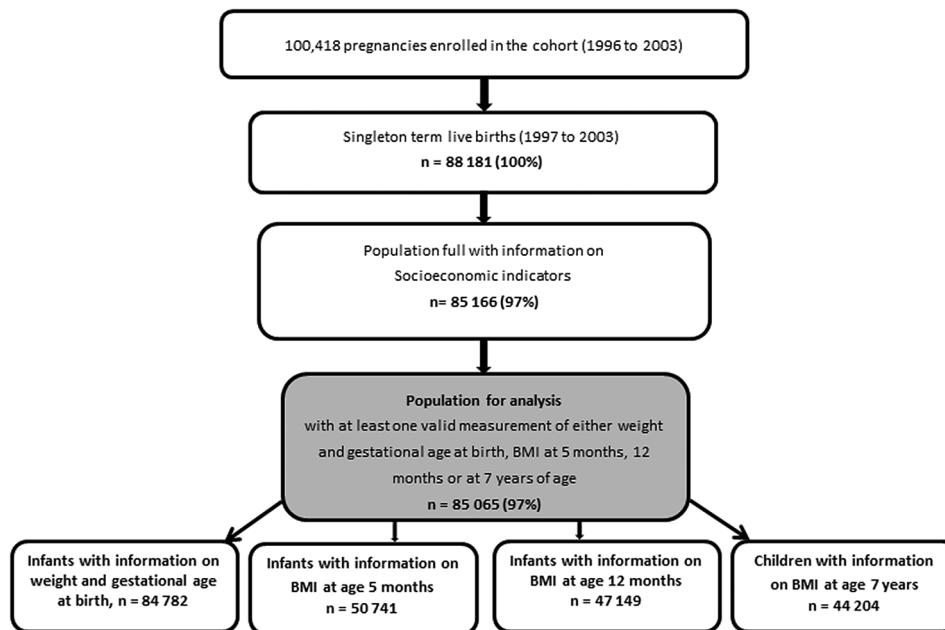 100,418 pregnancies enrolled in the cohort (1996 to 2003)
Singleton term live births (1997 to 2003)
n = 88 181 (100%)
Population full with information on
Socioeconomic indicators
n= 85 166 (97%)
Population for analysis
with at least one valid measurement of either weight
and gestational age at birth, BMI at 5 months, 12
months or at 7 years of age
n = 85 065 (97%)
Infants with information on
weight and gestational age
at birth, n = 84 782
Infants with information on
BMI at age 5 months
n = 50 741
Infants with information on
BMI at age 12 months
n = 47 149
Children with information
on BMI at age 7 years
n = 44 204